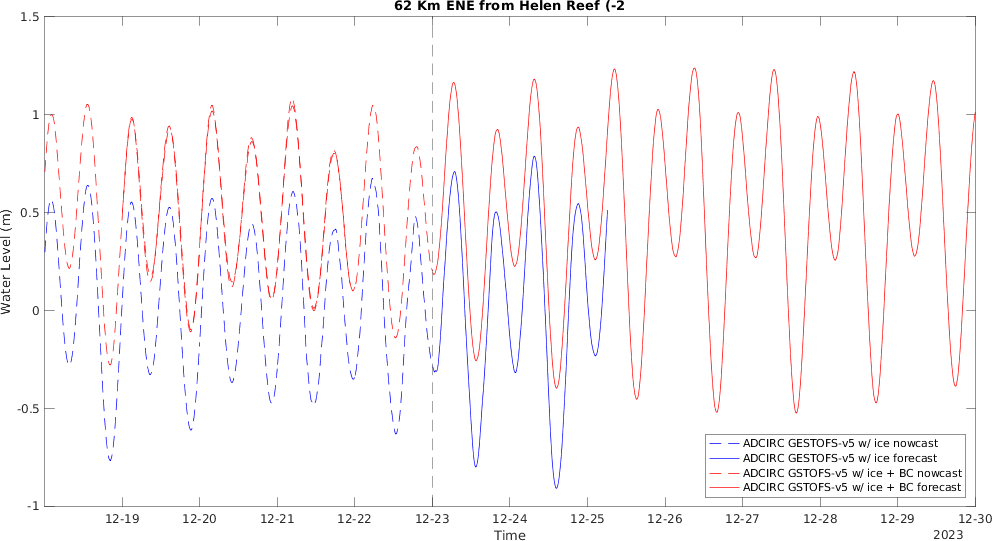 62 Km ENE from Helen Reef (-2
Water Level (m)
1.5
1
0.5
0
-0.5
-1
ADCIRC GESTOFS-v5 w/ ice nowcast
ADCIRC GESTOFS-v5 w/ ice forecast
ADCIRC GSTOFS-v5 w/ ice + BC nowcast
ADCIRC GSTOFS-v5 w/ ice + BC forecast
12-19 12-20 12-21 12-22 12-23 12-24 12-25 12-26 12-27 12-28 12-29 12-30
Time
2023